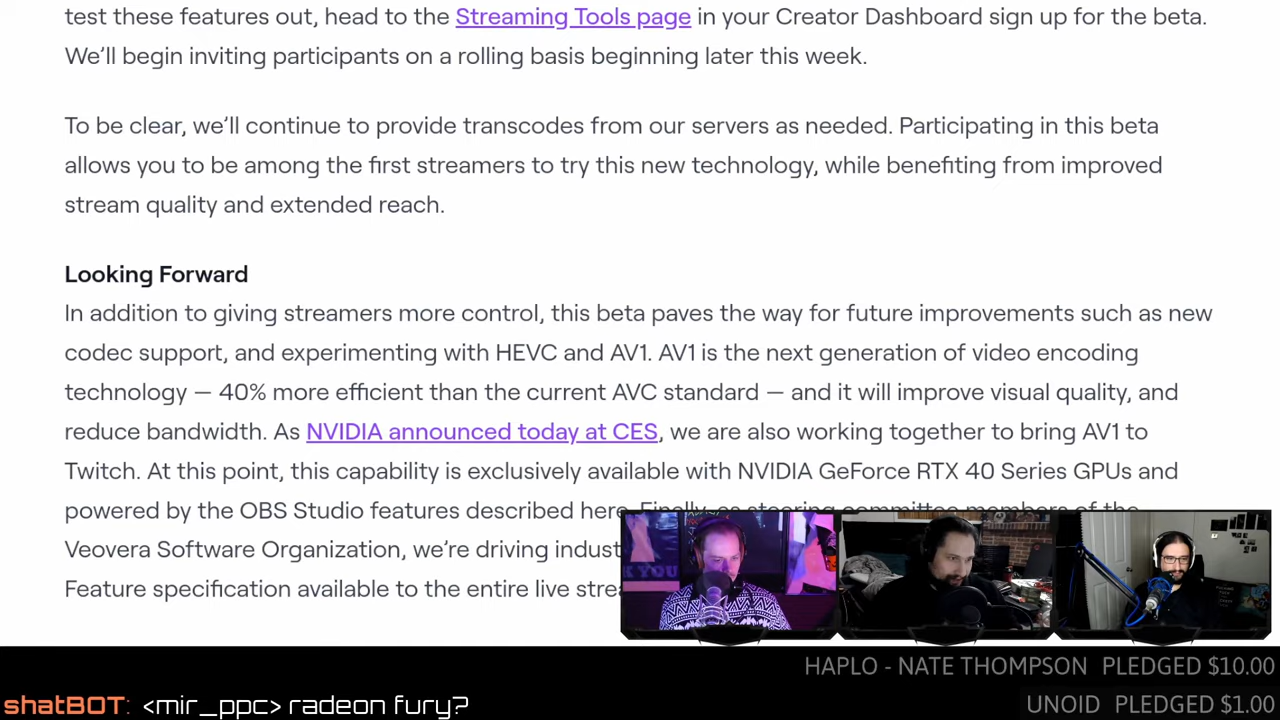 test these features out, head to the Streaming Tools page in your Creator Dashboard sign up for the beta.
We'll begin inviting participants on a rolling basis beginning later this week.
To be clear, we'll continue to provide transcodes from our servers as needed. Participating in this beta
allows you to be among the first streamers to try this new technology, while benefiting from improved
stream quality and extended reach.
Looking Forward
In addition to giving streamers more control, this beta paves the way for future improvements such as new
codec support, and experimenting with HEVC and AV1. AV1 is the next generation of video encoding
technology — 40% more efficient than the current AVC standard — and it will improve visual quality, and
reduce bandwidth. As NVIDIA announced today at CES, we are also working together to bring AV1 to
Twitch. At this point, this capability is exclusively available with NVIDIA GeForce RTX 40 Series GPUs and
powered by the OBS Studio features described here. Finally, as steering committee members of the
Veovera Software Organization, we're driving
Feature specification available to the entire live
HAPLO - NATE THOMPSON PLEDGED $10.00
shatBOT: <mir_ppc> radeon fury?
UNOID PLEDGED $1.00